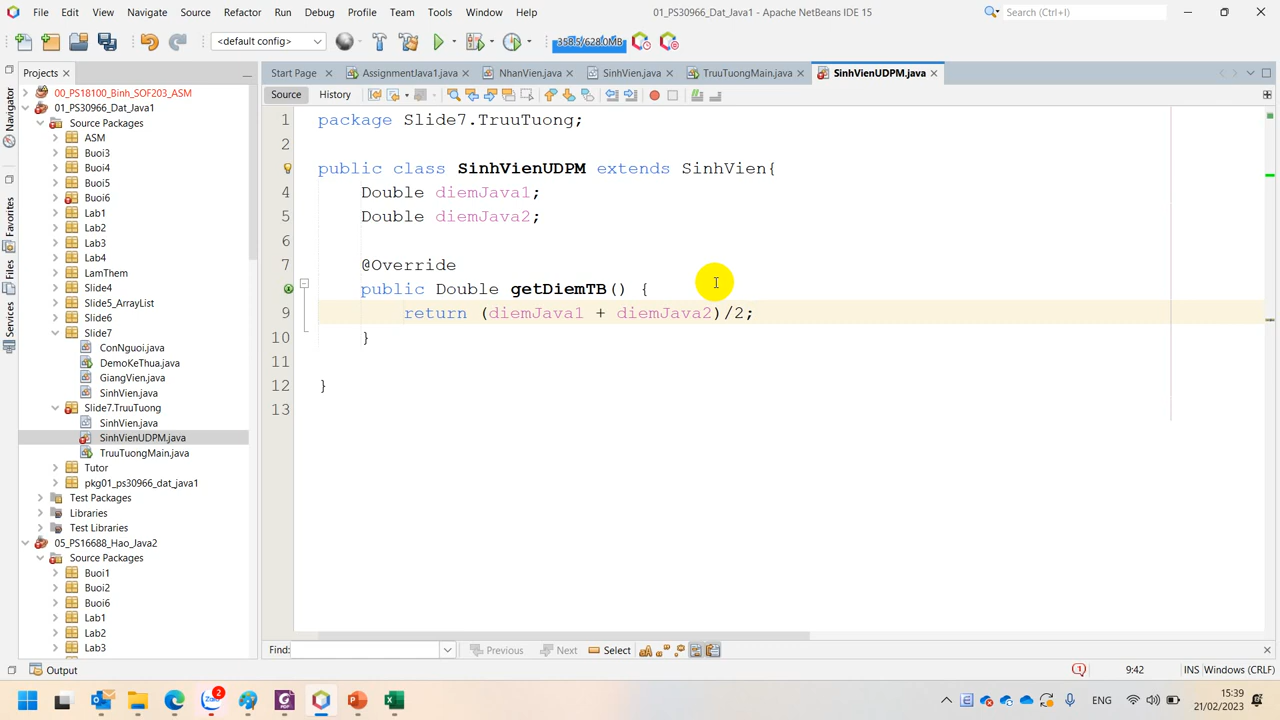 File Edit View Navigate Source Refactor Run Debug Profile Team Tools Window Help
01_PS30966_Dat_Java1 - Apache NetBeans IDE 15
Search (Ctrl+I)
<default config>
358.5/628.0MB
Projects
Start Page
AssignmentJava1.java
NhanVien.java
SinhVien.java
TruuTuongMain.java
SinhVienUDPM.java
Source History
Navigator
Favorites
Files
Services
00_PS18100_Binh_SOF203_ASM
01_PS30966_Dat_Java1
Source Packages
ASM
Buoi3
Buoi4
Buoi5
Buoi6
Lab1
Lab2
Lab3
Lab4
LamThem
Slide4
Slide5_ArrayList
Slide6
Slide7
ConNguoi.java
DemoKeThua.java
GiangVien.java
SinhVien.java
Slide7.TruuTuong
SinhVien.java
SinhVienUDPM.java
TruuTuongMain.java
Tutor
pkg01_ps30966_dat_java1
Test Packages
Libraries
Test Libraries
05_PS16688_Hao_Java2
Source Packages
Buoi1
Buoi2
Buoi6
Lab1
Lab2
Lab3
1 package Slide7.TruuTuong;
2
public class SinhVienUDPM extends SinhVien{
4 Double diemJava1;
5 Double diemJava2;
6
7 @Override
public Double getDiemTB() {
9 return (diemJava1 + diemJava2)/2;
10 }
11
12 }
13
Find: Previous Next Select
Output
1 9:42 INS Windows (CRLF)
Zalo 2
ENG
15:39
21/02/2023